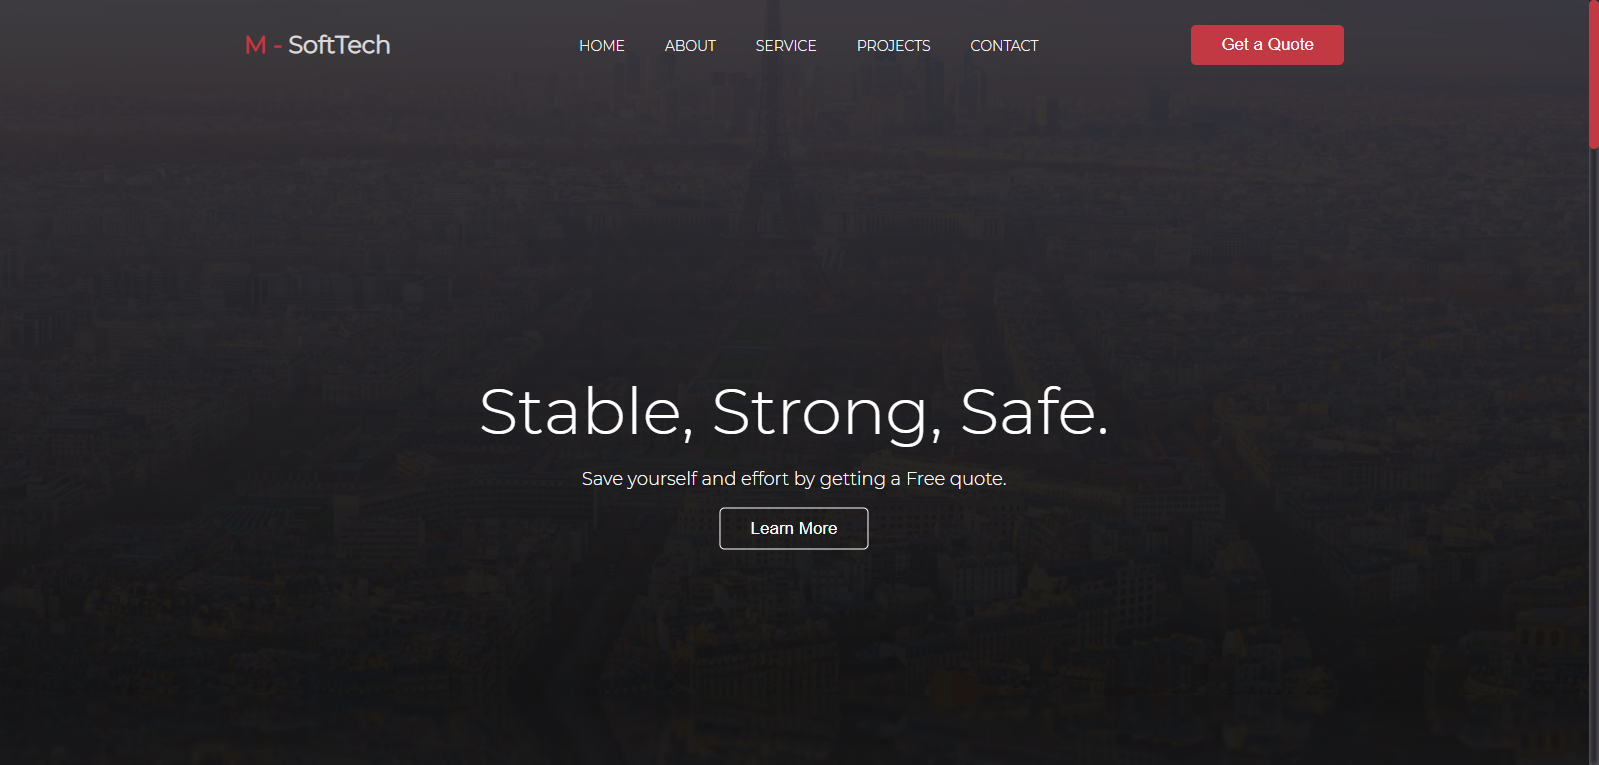 M - SoftTech
HOME ABOUT SERVICE PROJECTS CONTACT
Get a Quote
Stable, Strong, Safe.
Save yourself and effort by getting a Free quote.
Learn More